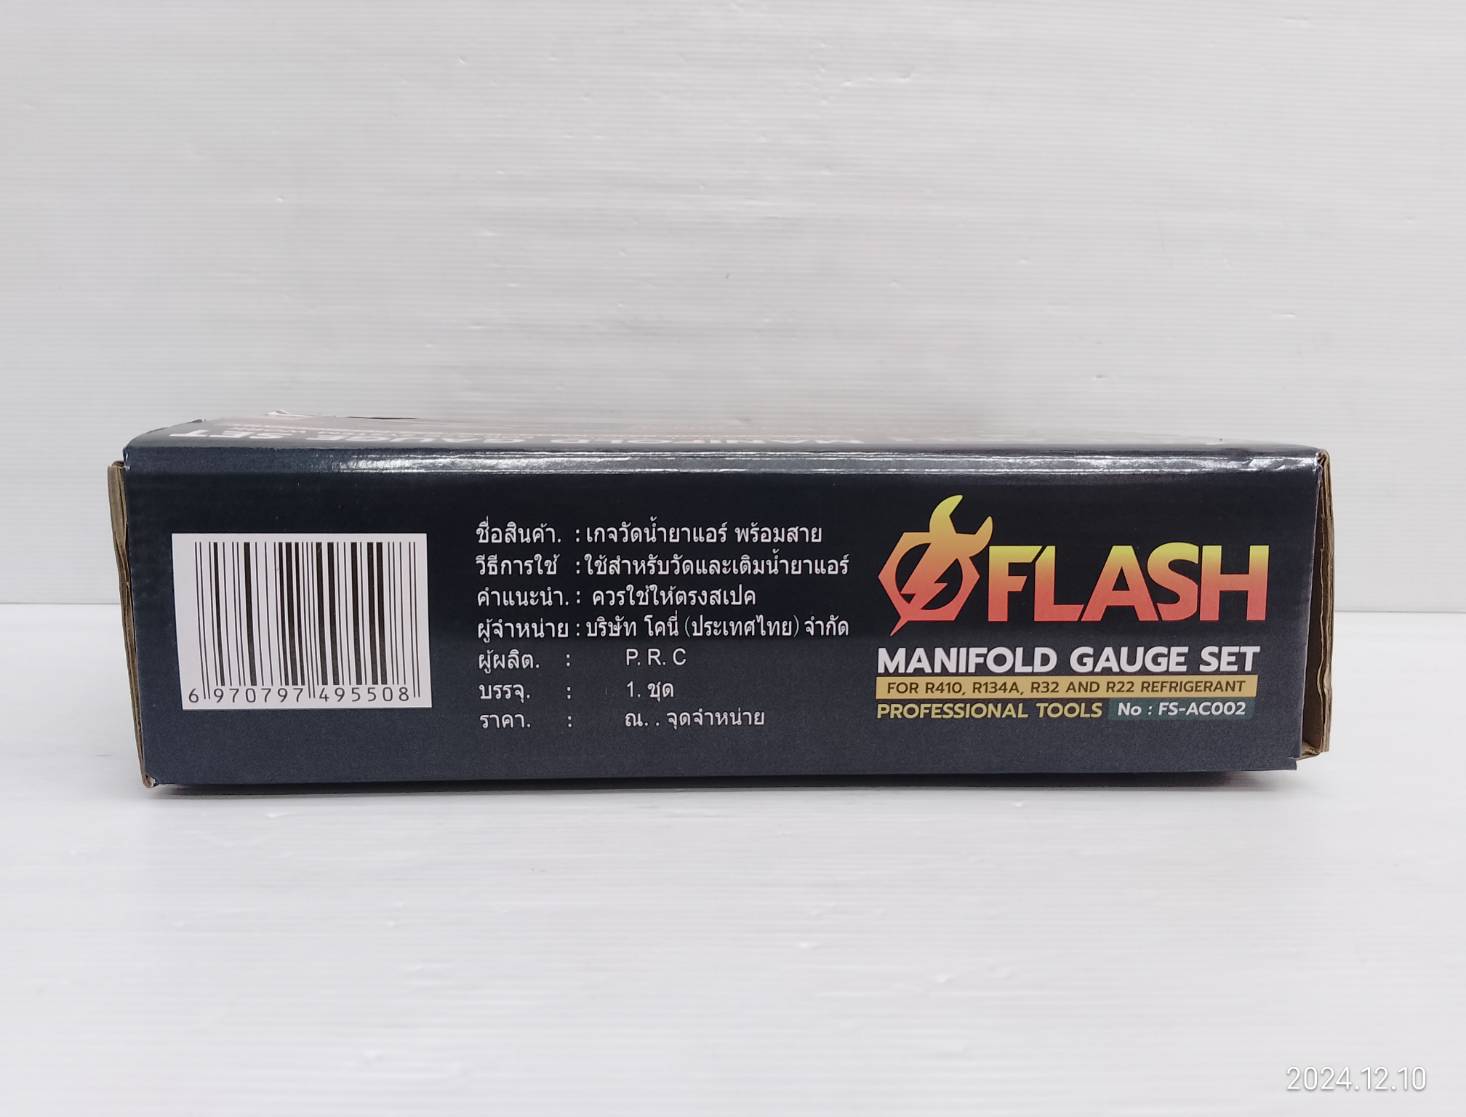 MANIFOLD GAUGE SET
ชื่อสินค้า. : เกจวัดน้ำยาแอร์ พร้อมสาย
วิธีการใช้ : ใช้สำหรับวัดและเติมน้ำยาแอร์
คำแนะนำ. : ควรใช้ให้ตรงสเปค
ผู้จำหน่าย : บริษัท โคนี่ (ประเทศไทย) จำกัด
ผู้ผลิต. : P. R. C
บรรจุ. : 1. ชุด
ราคา. : ณ. . จุดจำหน่าย
6 970797 495508
FLASH
MANIFOLD GAUGE SET
FOR R410, R134A, R32 AND R22 REFRIGERANT
PROFESSIONAL TOOLS No : FS-AC002
2024.12.10